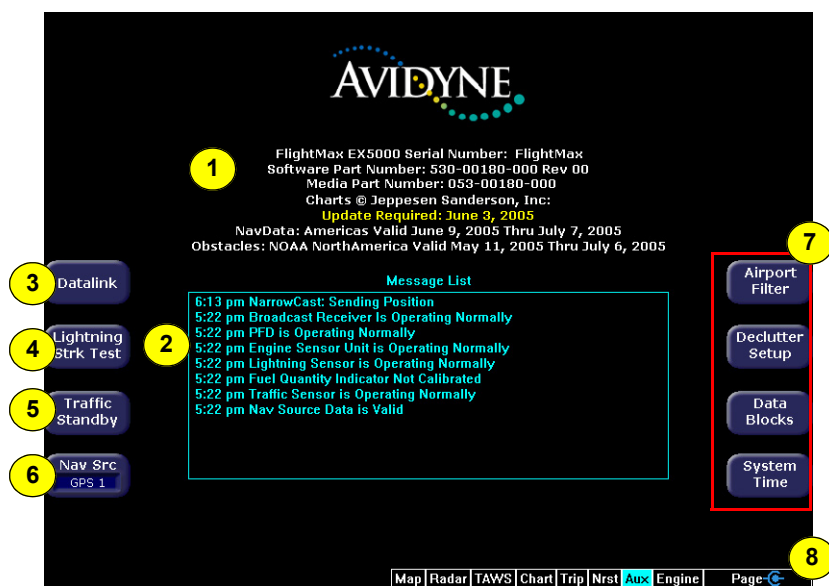 AVIDYNE
1
FlightMax EX5000 Serial Number: FlightMax
Software Part Number: 530-00180-000 Rev 00
Media Part Number: 053-00180-000
Charts © Jeppesen Sanderson, Inc:
Update Required: June 3, 2005
NavData: Americas Valid June 9, 2005 Thru July 7, 2005
Obstacles: NOAA NorthAmerica Valid May 11, 2005 Thru July 6, 2005
7
3
Datalink
4
Lightning
Strk Test
5
Traffic
Standby
6
Nav Src
GPS 1
2
Message List
6:13 pm NarrowCast: Sending Position
5:22 pm Broadcast Receiver Is Operating Normally
5:22 pm PFD is Operating Normally
5:22 pm Engine Sensor Unit is Operating Normally
5:22 pm Lightning Sensor is Operating Normally
5:22 pm Fuel Quantity Indicator Not Calibrated
5:22 pm Traffic Sensor is Operating Normally
5:22 pm Nav Source Data is Valid
Airport
Filter
Declutter
Setup
Data
Blocks
System
Time
8
Map Radar TAWS Chart Trip Nrst Aux Engine Page